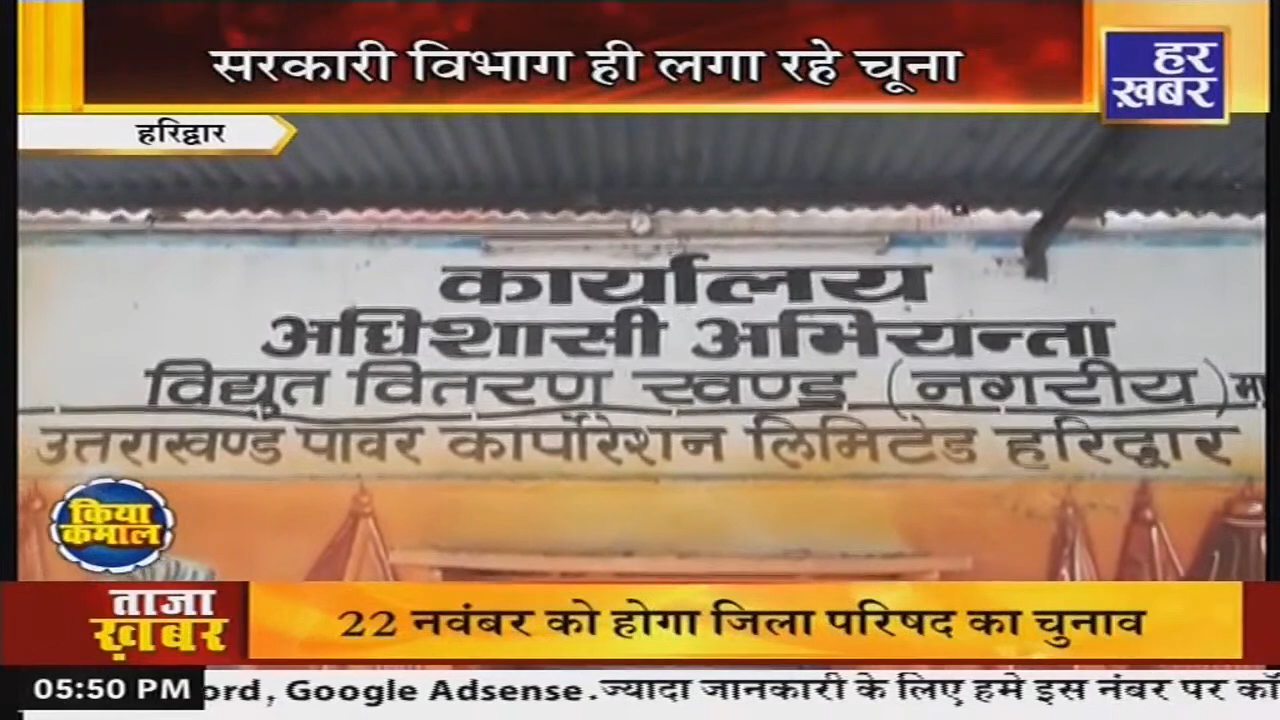 सरकारी विभाग ही लगा रहे चूना
हर
ख़बर
हरिद्वार
कार्यालय
अधिशासी अभियन्ता
विद्युत वितरण खण्ड (नगरीय)
उत्तराखण्ड पावर कार्पोरेशन लिमिटेड हरिद्वार
किया
कमाल
ताजा
ख़बर
22 नवंबर को होगा जिला परिषद का चुनाव
05:50 PM
Google Adsense.ज्यादा जानकारी के लिए हमे इस नंबर पर